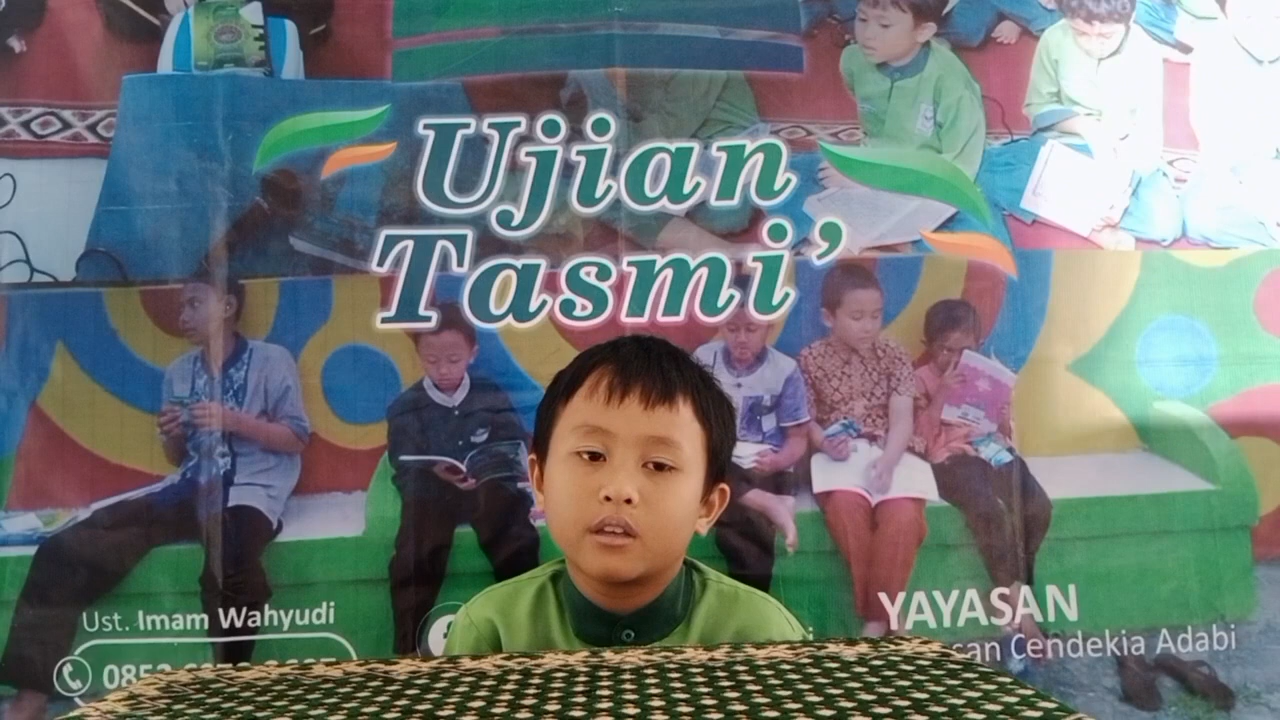 Ujian
Tasmi’
Ust. Imam Wahyudi
YAYASAN
Cendekia Adabi